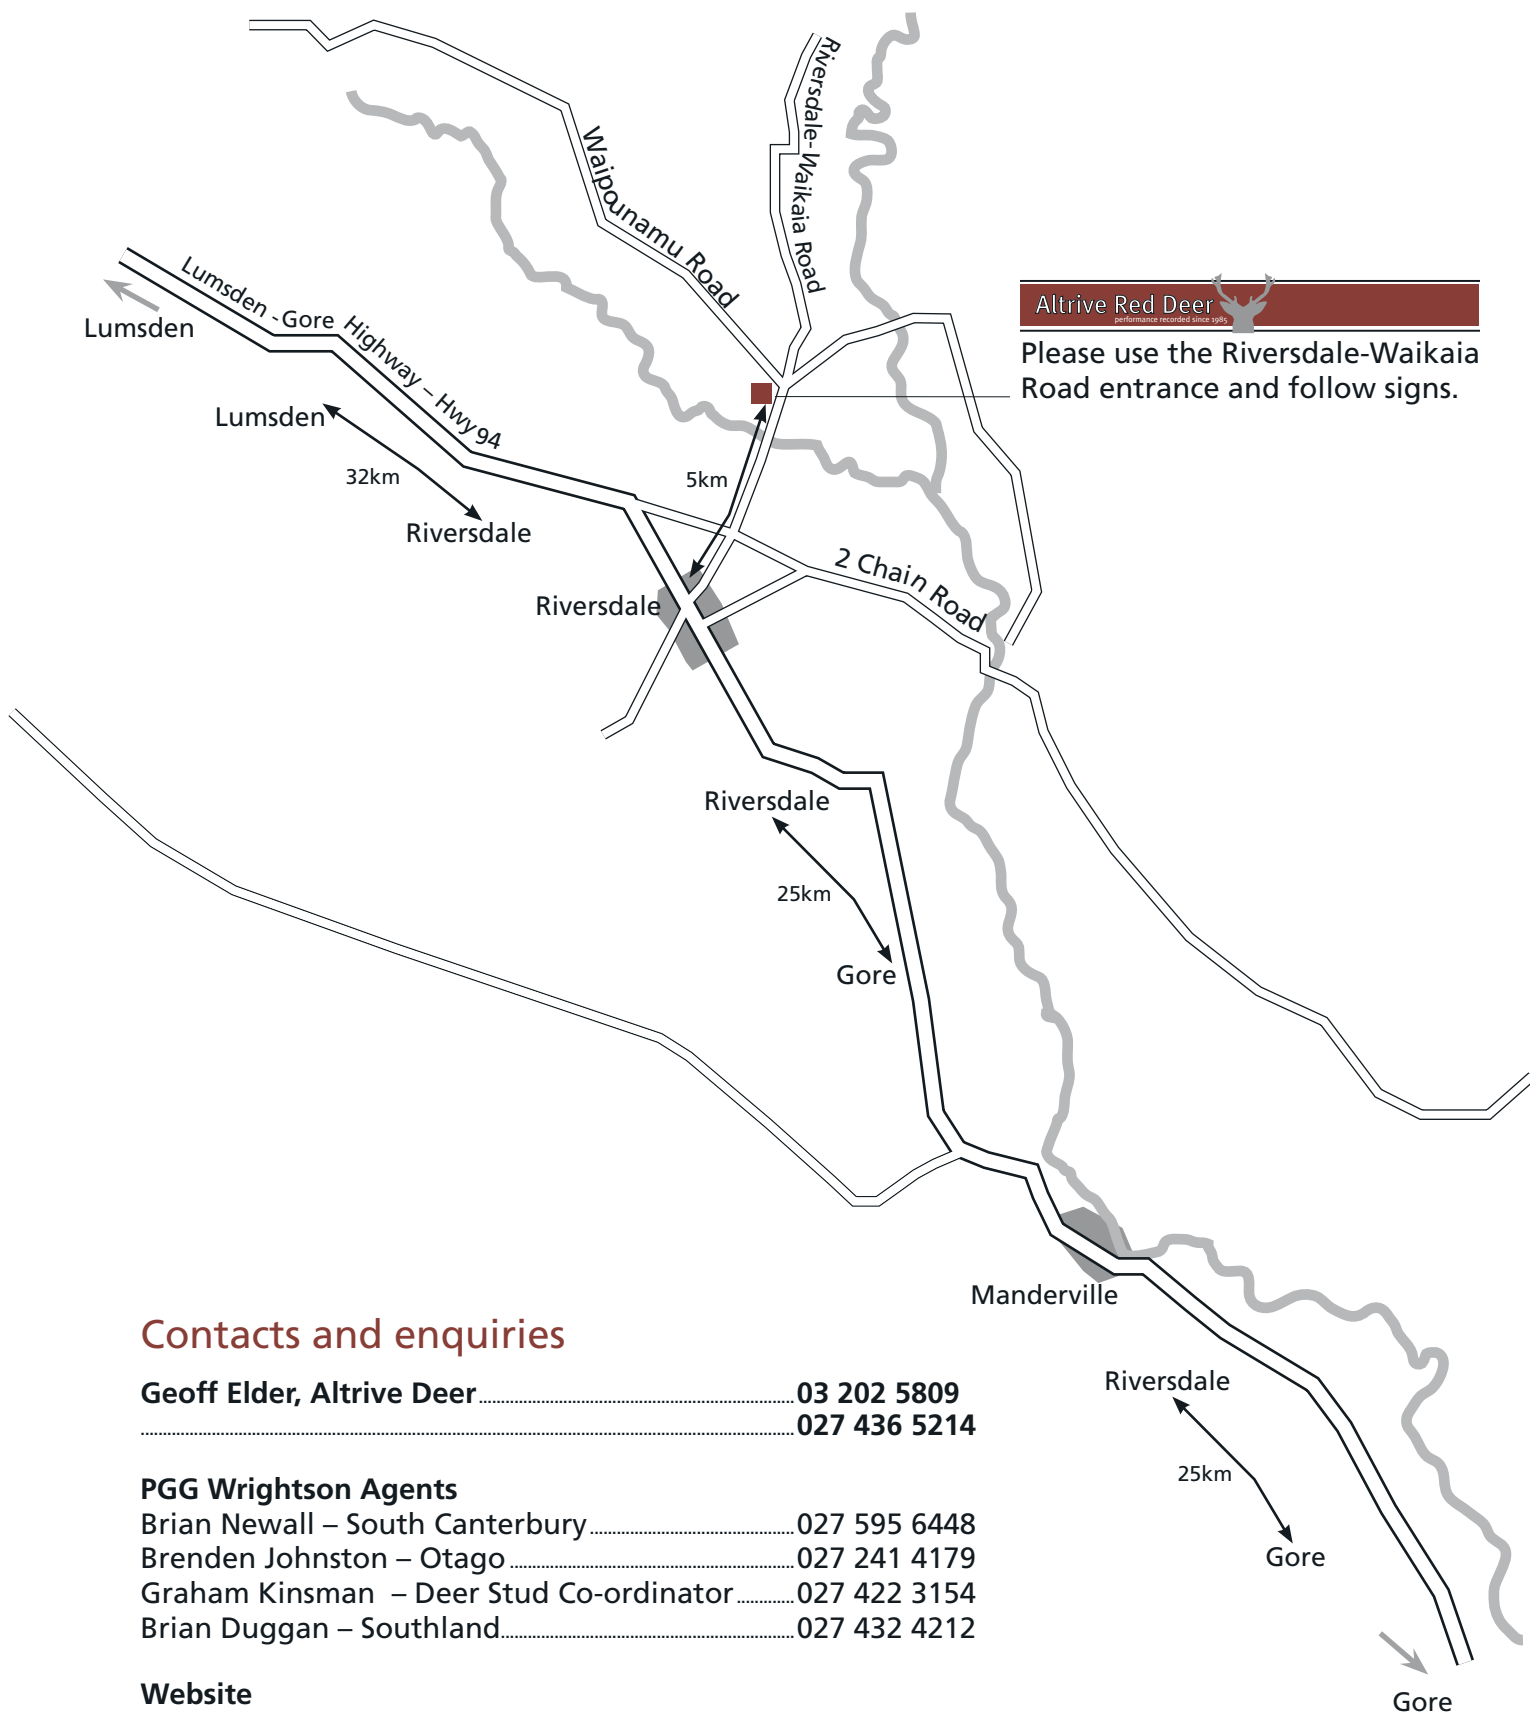 Riversdale-Waikaia Road
Waipounamu Road
Lumsden - Gore Highway – Hwy 94
Lumsden
Altrive Red Deer
performance recorded since 1985
Please use the Riversdale-Waikaia
Road entrance and follow signs.
Lumsden
32km
Riversdale
5km
2 Chain Road
Riversdale
Riversdale
25km
Gore
Manderville
Riversdale
25km
Gore
Gore
Contacts and enquiries
Geoff Elder, Altrive Deer 03 202 5809
027 436 5214
PGG Wrightson Agents
Brian Newall – South Canterbury 027 595 6448
Brenden Johnston – Otago 027 241 4179
Graham Kinsman – Deer Stud Co-ordinator 027 422 3154
Brian Duggan – Southland 027 432 4212
Website